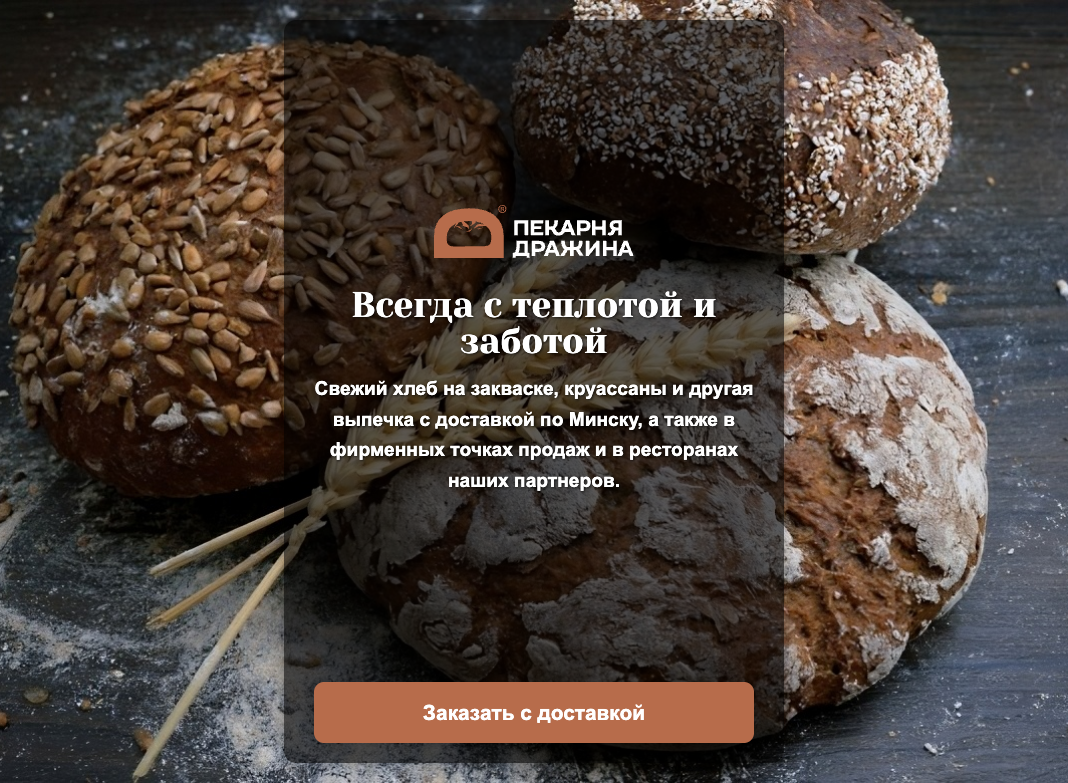 ®
ПЕКАРНЯ
ДРАЖИНА
Всегда с теплотой и
заботой
Свежий хлеб на закваске, круассаны и другая
выпечка с доставкой по Минску, а также в
фирменных точках продаж и в ресторанах
наших партнеров.
Заказать с доставкой